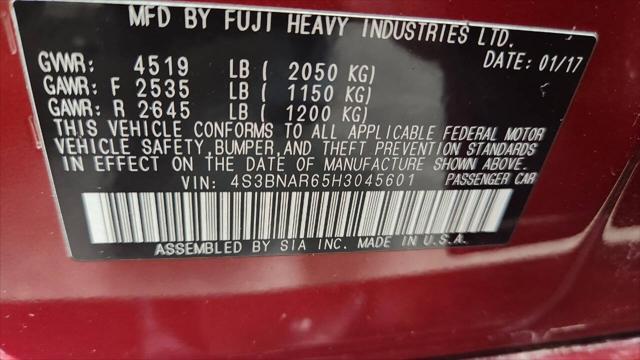 MFD BY FUJI HEAVY INDUSTRIES LTD.
GVWR: 4519 LB ( 2050 KG) DATE: 01/17
GAWR: F 2535 LB ( 1150 KG)
GAWR: R 2645 LB ( 1200 KG)
THIS VEHICLE CONFORMS TO ALL APPLICABLE FEDERAL MOTOR
VEHICLE SAFETY, BUMPER, AND THEFT PREVENTION STANDARDS
IN EFFECT ON THE DATE OF MANUFACTURE SHOWN ABOVE.
VIN: 4S3BNAR65H3045601 PASSENGER CAR
ASSEMBLED BY SIA INC. MADE IN U.S.A.